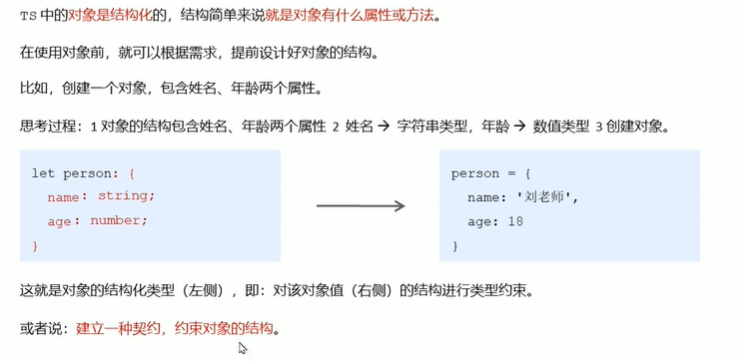 TS 中的对象是结构化的，结构简单来说就是对象有什么属性或方法。
在使用对象前，就可以根据需求，提前设计好对象的结构。
比如，创建一个对象，包含姓名、年龄两个属性。
思考过程：1 对象的结构包含姓名、年龄两个属性 2 姓名 → 字符串类型，年龄 → 数值类型 3 创建对象。
let person: {
name: string;
age: number;
}
person = {
name: '刘老师',
age: 18
}
这就是对象的结构化类型（左侧），即：对该对象值（右侧）的结构进行类型约束。
或者说：建立一种契约，约束对象的结构。